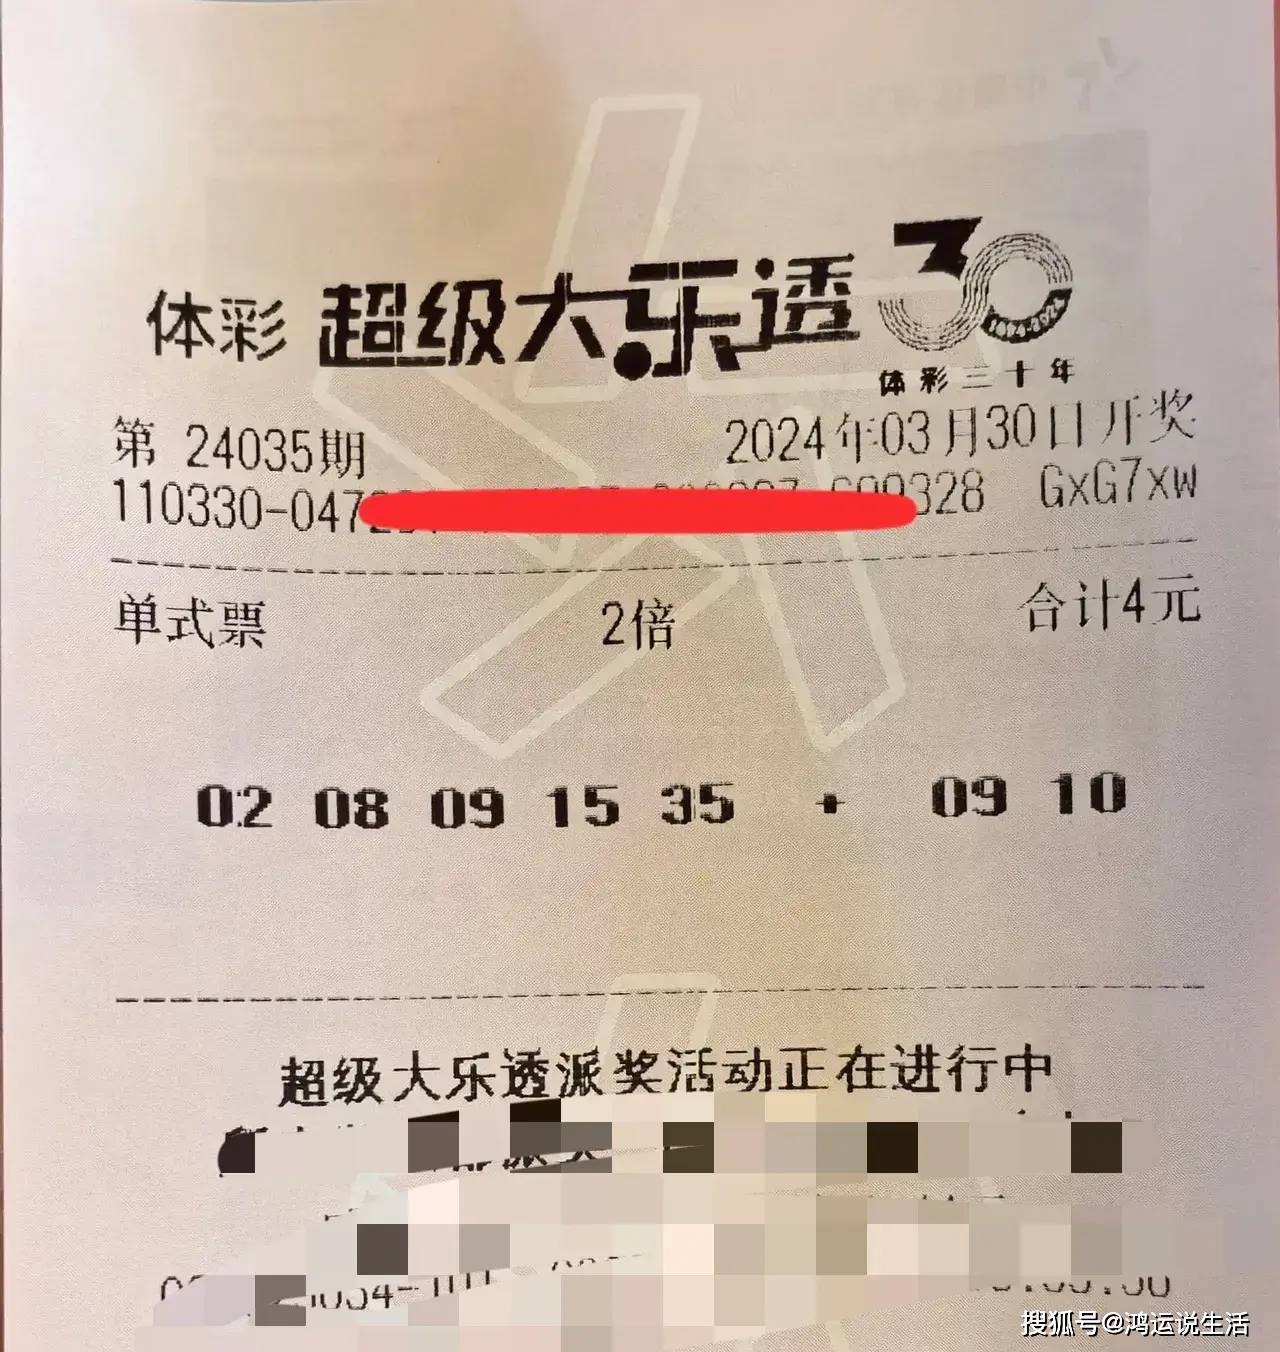 体彩 超级大乐透 30
1994-2024
体彩三十年
第 24035期 2024年03月30日开奖
110330-047 328 GxG7xw
单式票 2倍 合计4元
02 08 09 15 35 + 09 10
超级大乐透派奖活动正在进行中
搜狐号@鸿运说生活